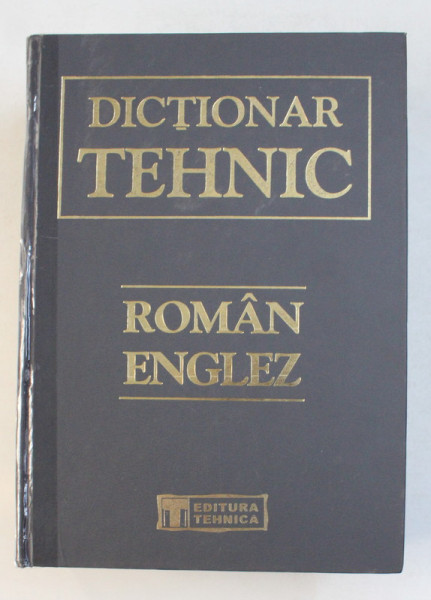 DICȚIONAR
TEHNIC
ROMÂN
ENGLEZ
EDITURA
TEHNICA